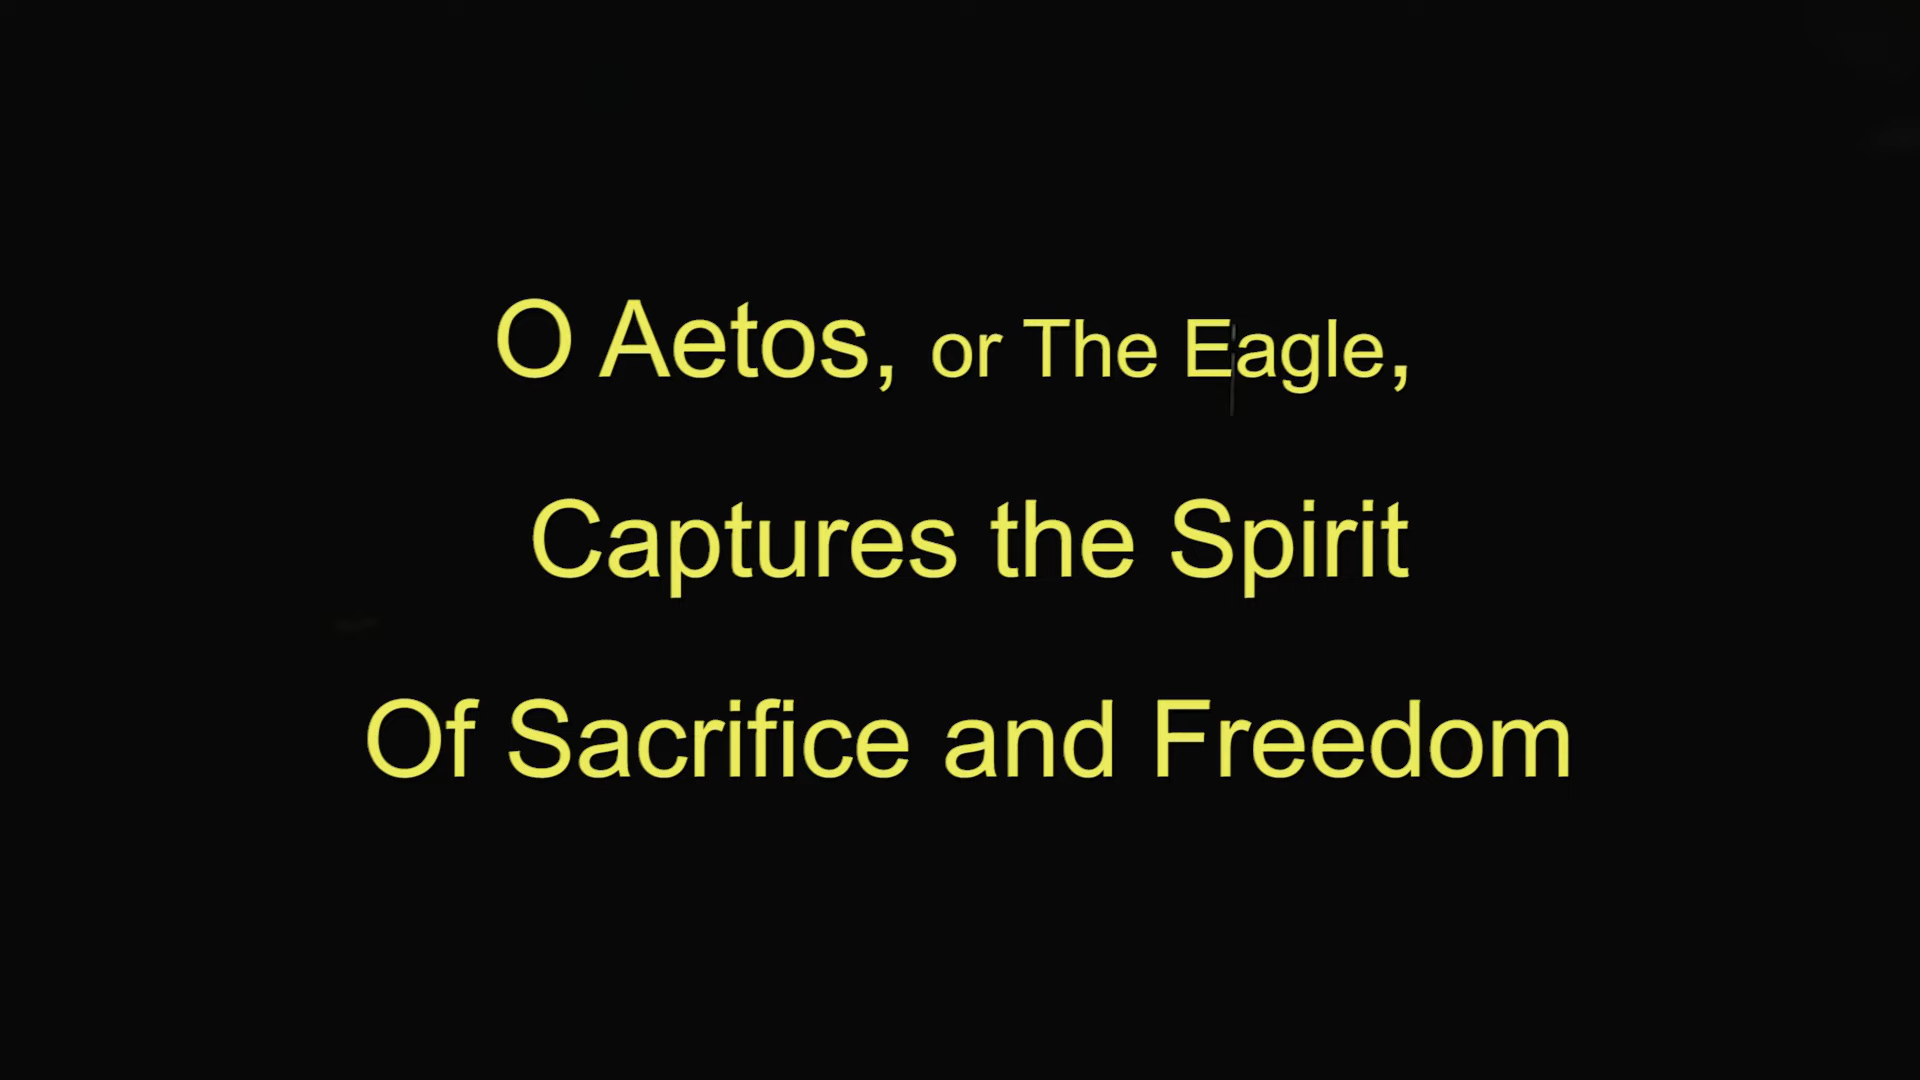 O Aetos, or The Eagle,
Captures the Spirit
Of Sacrifice and Freedom